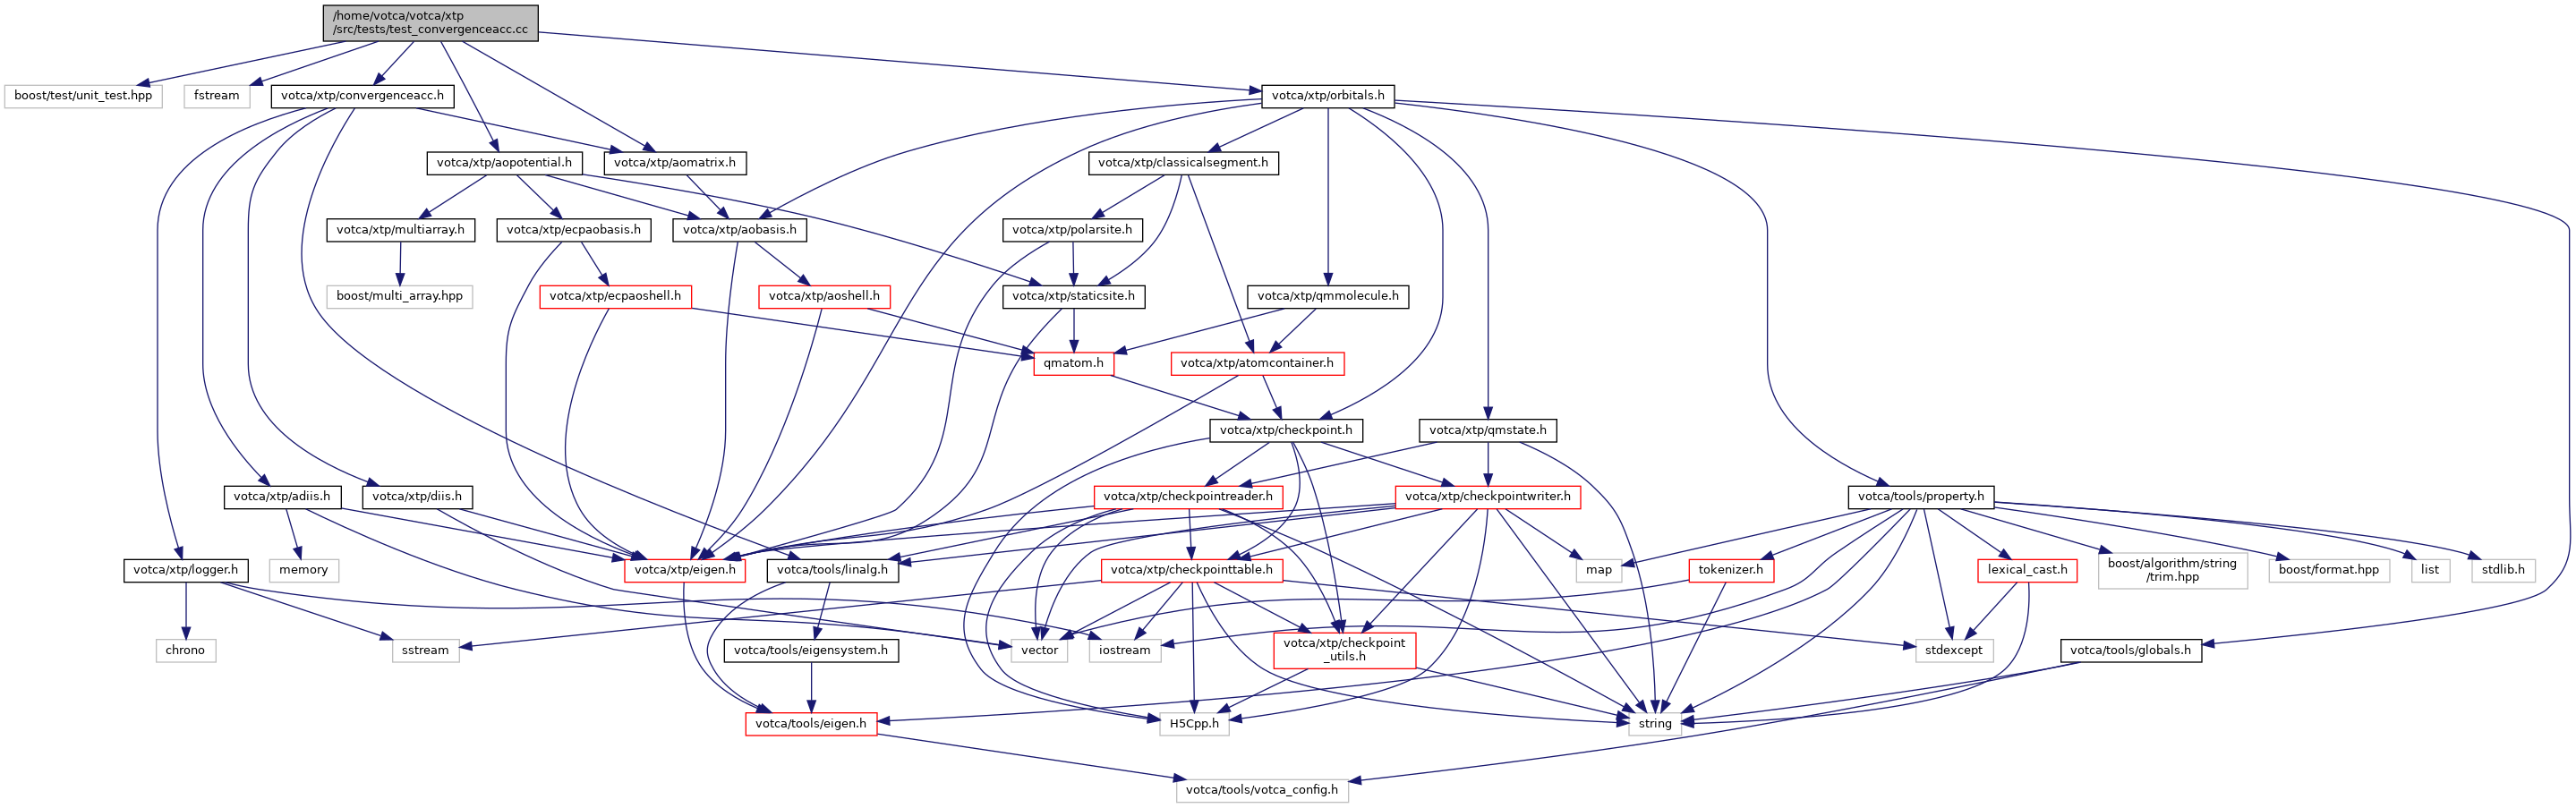 /home/votca/votca/xtp
/src/tests/test_convergenceacc.cc
boost/test/unit_test.hpp
fstream
votca/xtp/convergenceacc.h
votca/xtp/orbitals.h
votca/xtp/aopotential.h
votca/xtp/aomatrix.h
votca/xtp/classicalsegment.h
votca/xtp/multiarray.h
votca/xtp/ecpaobasis.h
votca/xtp/aobasis.h
votca/xtp/polarsite.h
boost/multi_array.hpp
votca/xtp/ecpaoshell.h
votca/xtp/aoshell.h
votca/xtp/staticsite.h
votca/xtp/qmmolecule.h
qmatom.h
votca/xtp/atomcontainer.h
votca/xtp/checkpoint.h
votca/xtp/qmstate.h
votca/xtp/adiis.h
votca/xtp/diis.h
votca/xtp/checkpointreader.h
votca/xtp/checkpointwriter.h
votca/tools/property.h
votca/xtp/logger.h
memory
votca/xtp/eigen.h
votca/tools/linalg.h
votca/xtp/checkpointtable.h
map
tokenizer.h
lexical_cast.h
boost/algorithm/string
/trim.hpp
boost/format.hpp
list
stdlib.h
chrono
sstream
votca/tools/eigensystem.h
vector
iostream
votca/xtp/checkpoint
_utils.h
stdexcept
votca/tools/globals.h
votca/tools/eigen.h
H5Cpp.h
string
votca/tools/votca_config.h